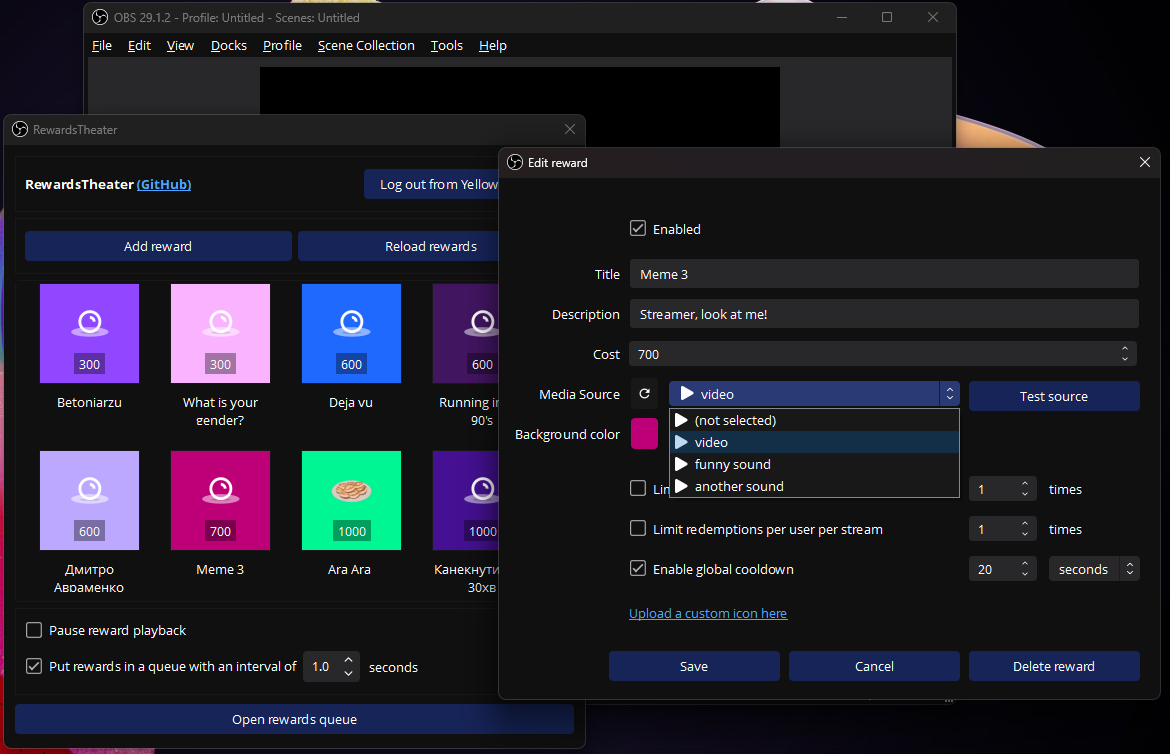 OBS 29.1.2 - Profile: Untitled - Scenes: Untitled
File Edit View Docks Profile Scene Collection Tools Help
RewardsTheater
RewardsTheater (GitHub)
Log out from Yellow
Add reward
Reload rewards
300
300
600
600
Betoniarzu
What is your
gender?
Deja vu
Running in
90's
600
700
1000
1000
Дмитро
Авраменко
Meme 3
Ara Ara
Канекнути
30хв
Pause reward playback
Put rewards in a queue with an interval of 1.0 seconds
Open rewards queue
Edit reward
Enabled
Title Meme 3
Description Streamer, look at me!
Cost 700
Media Source video Test source
(not selected)
Background color
video
funny sound
another sound
1 times
Limit redemptions per user per stream 1 times
Enable global cooldown 20 seconds
Upload a custom icon here
Save Cancel Delete reward